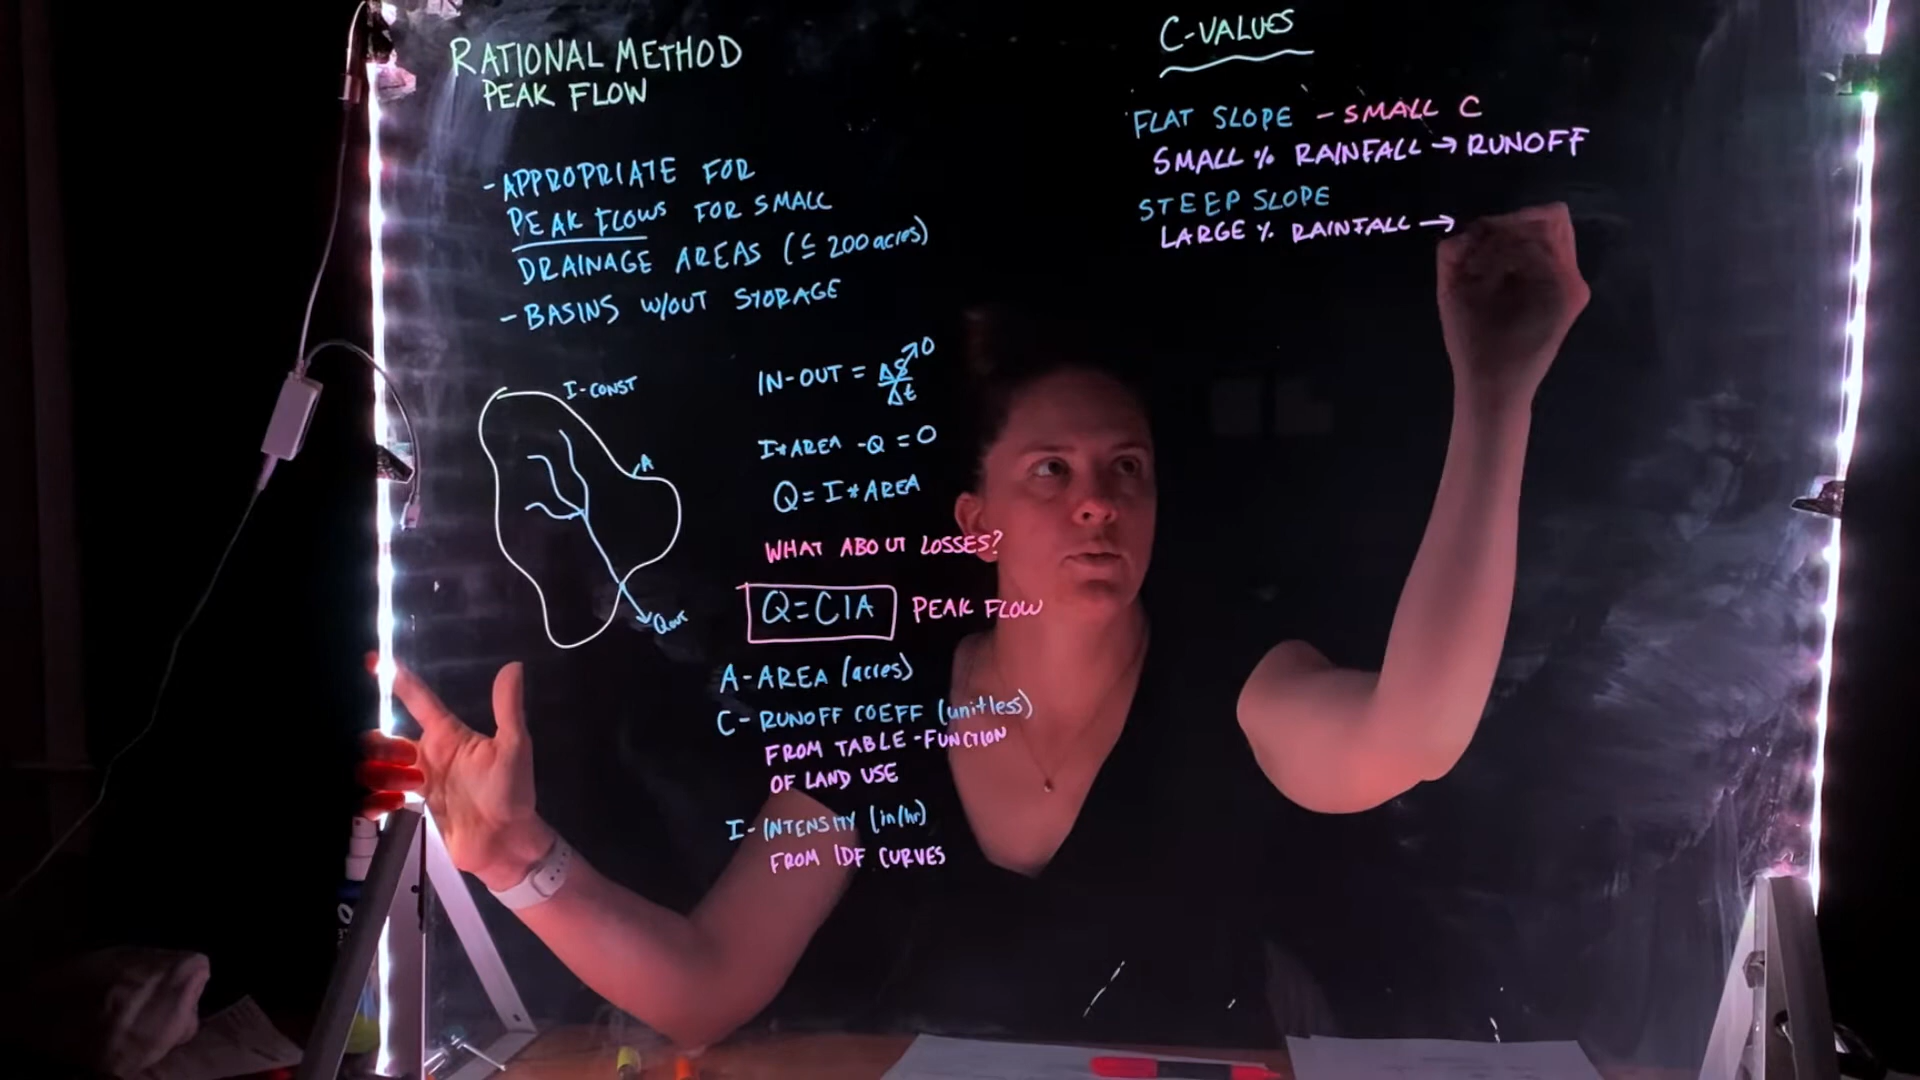 RATIONAL METHOD
PEAK FLOW
- APPROPRIATE FOR
PEAK FLOWS FOR SMALL
DRAINAGE AREAS (≤ 200 acres)
- BASINS W/OUT STORAGE
I-CONST
A
Qout
IN-OUT = ΔS/Δt → 0
I*AREA - Q = 0
Q = I * AREA
WHAT ABOUT LOSSES?
Q=CIA PEAK FLOW
A-AREA (acres)
C- RUNOFF COEFF (unitless)
FROM TABLE-FUNCTION
OF LAND USE
I-INTENSITY (in/hr)
FROM IDF CURVES
C-VALUES
FLAT SLOPE - SMALL C
SMALL % RAINFALL → RUNOFF
STEEP SLOPE
LARGE % RAINFALL →